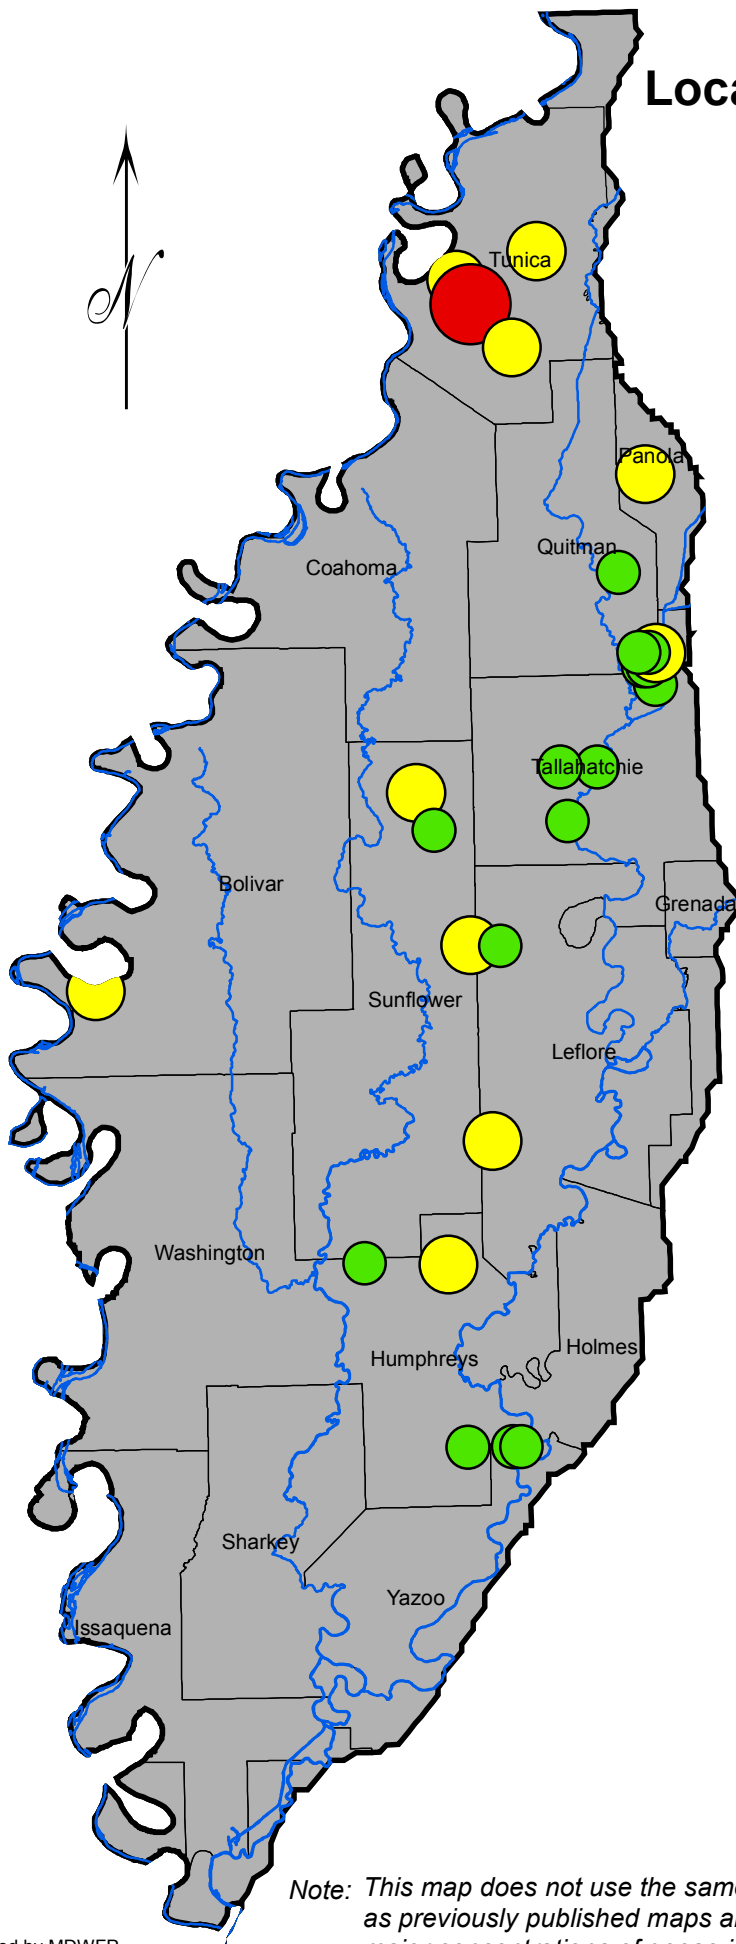 Loca
N
Tunica
Panola
Quitman
Coahoma
Tallahatchie
Bolivar
Grenada
Sunflower
Leflore
Washington
Holmes
Humphreys
Sharkey
Yazoo
Issaquena
Note: This map does not use the same
as previously published maps a